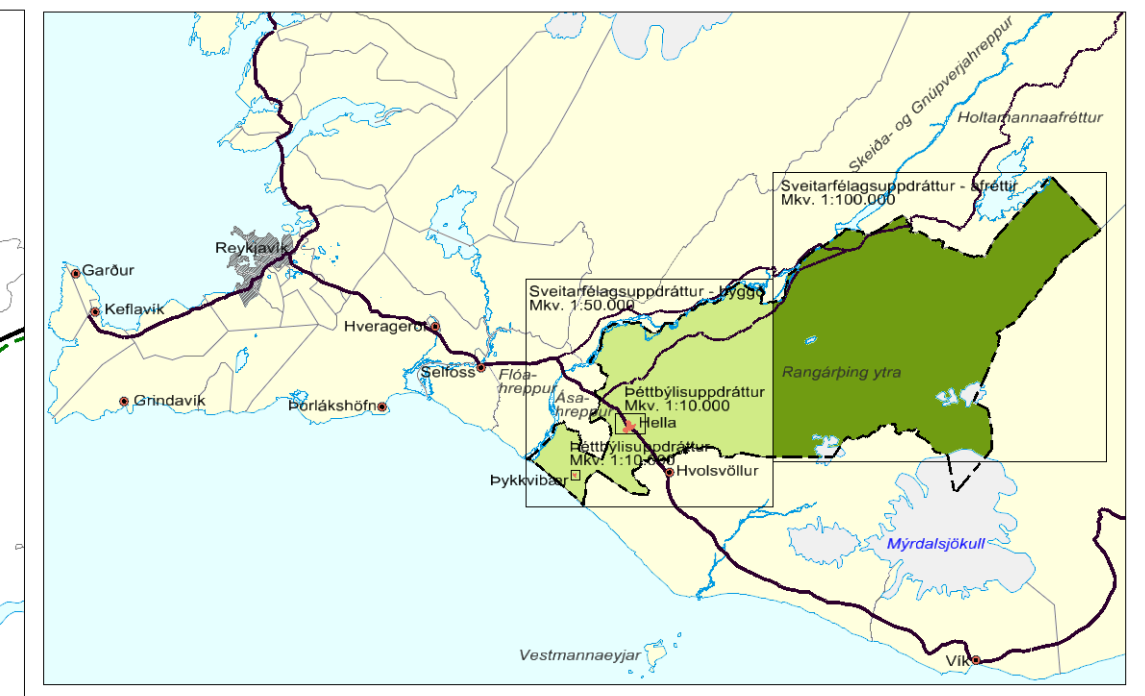 Skeiða- og Gnúpverjahreppur
Holtamannaafréttur
Sveitarfélagsuppdráttur - afréttir
Mkv. 1:100.000
Reykjavík
Garður
Sveitarfélagsuppdráttur - byggð
Mkv. 1:50.000
Keflavík
Hveragerði
Selfoss
Flóa-
hreppur
Rangárþing ytra
Ása-
hreppur
Þéttbýlisuppdráttur
Mkv. 1:10.000
Grindavík
Þorlákshöfn
Hella
Þéttbýlisuppdráttur
Mkv. 1:10.000
Hvolsvöllur
Þykkvibær
Mýrdalsjökull
Vestmannaeyjar
Vík